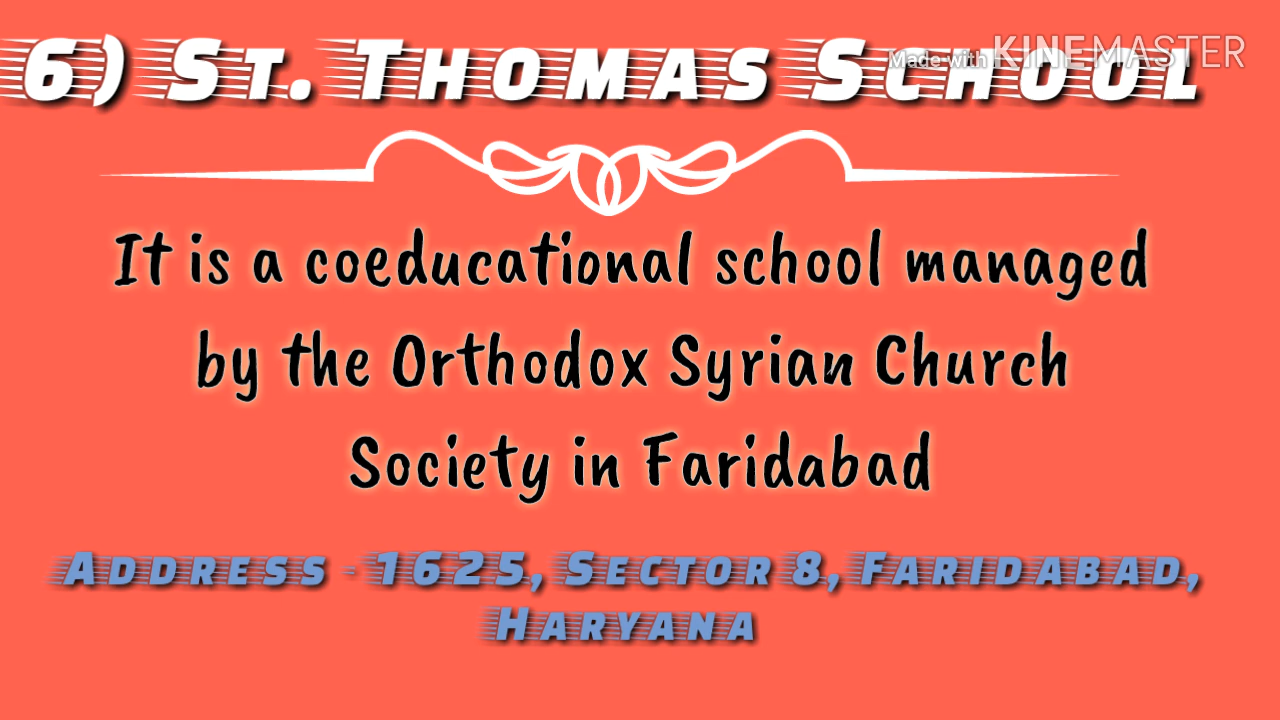 6) St. Thomas School
Made with KINEMASTER
It is a coeducational school managed
by the Orthodox Syrian Church
Society in Faridabad
Address - 1625, Sector 8, Faridabad,
Haryana